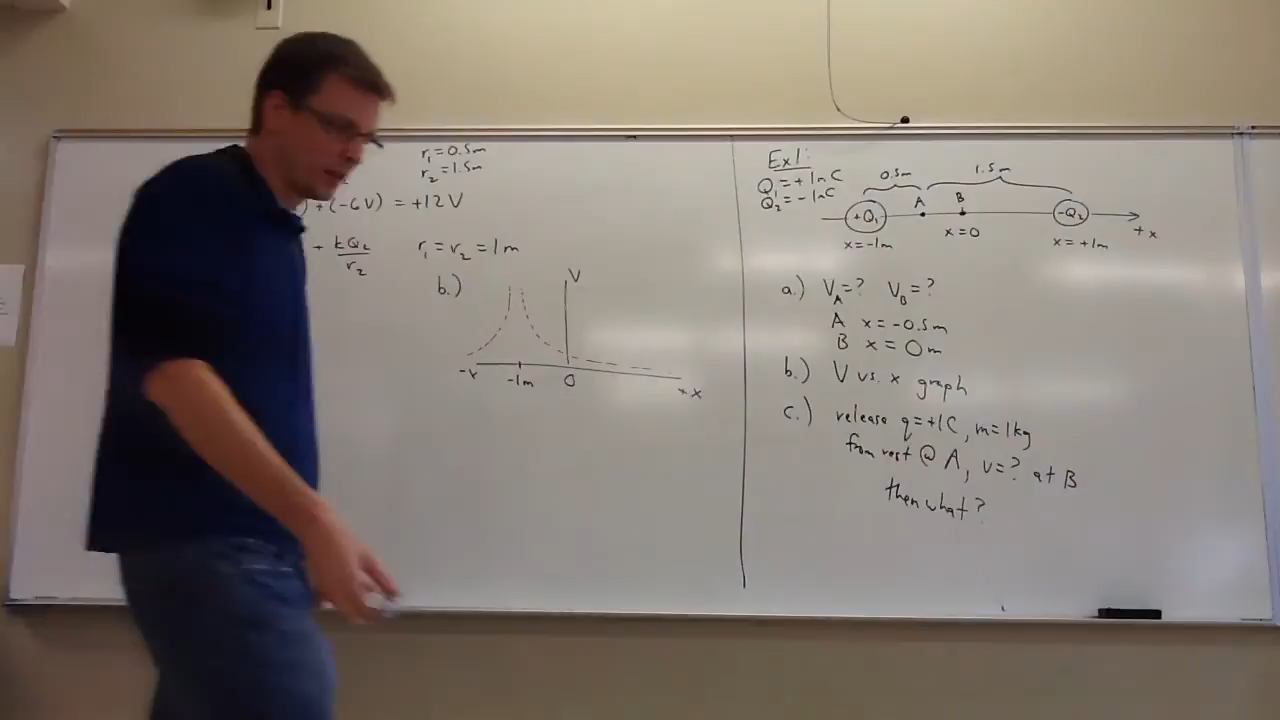 r₁ = 0.5m
r₂ = 1.5m
+ (-6V) = +12V
+ kQ₂/r₂ r₁ = r₂ = 1m
b.)
V
-x -1m 0 +x
Ex1:
Q₁ = +1nC
Q₂ = -1nC
0.5m 1.5m
A B
+Q₁ -Q₂
+x
x=-1m x=0 x=+1m
a.) V_A=? V_B=?
A x=-0.5m
B x=0m
b.) V vs. x graph
c.) release q=+1C, m=1kg
from rest @ A, v=? at B
then what?